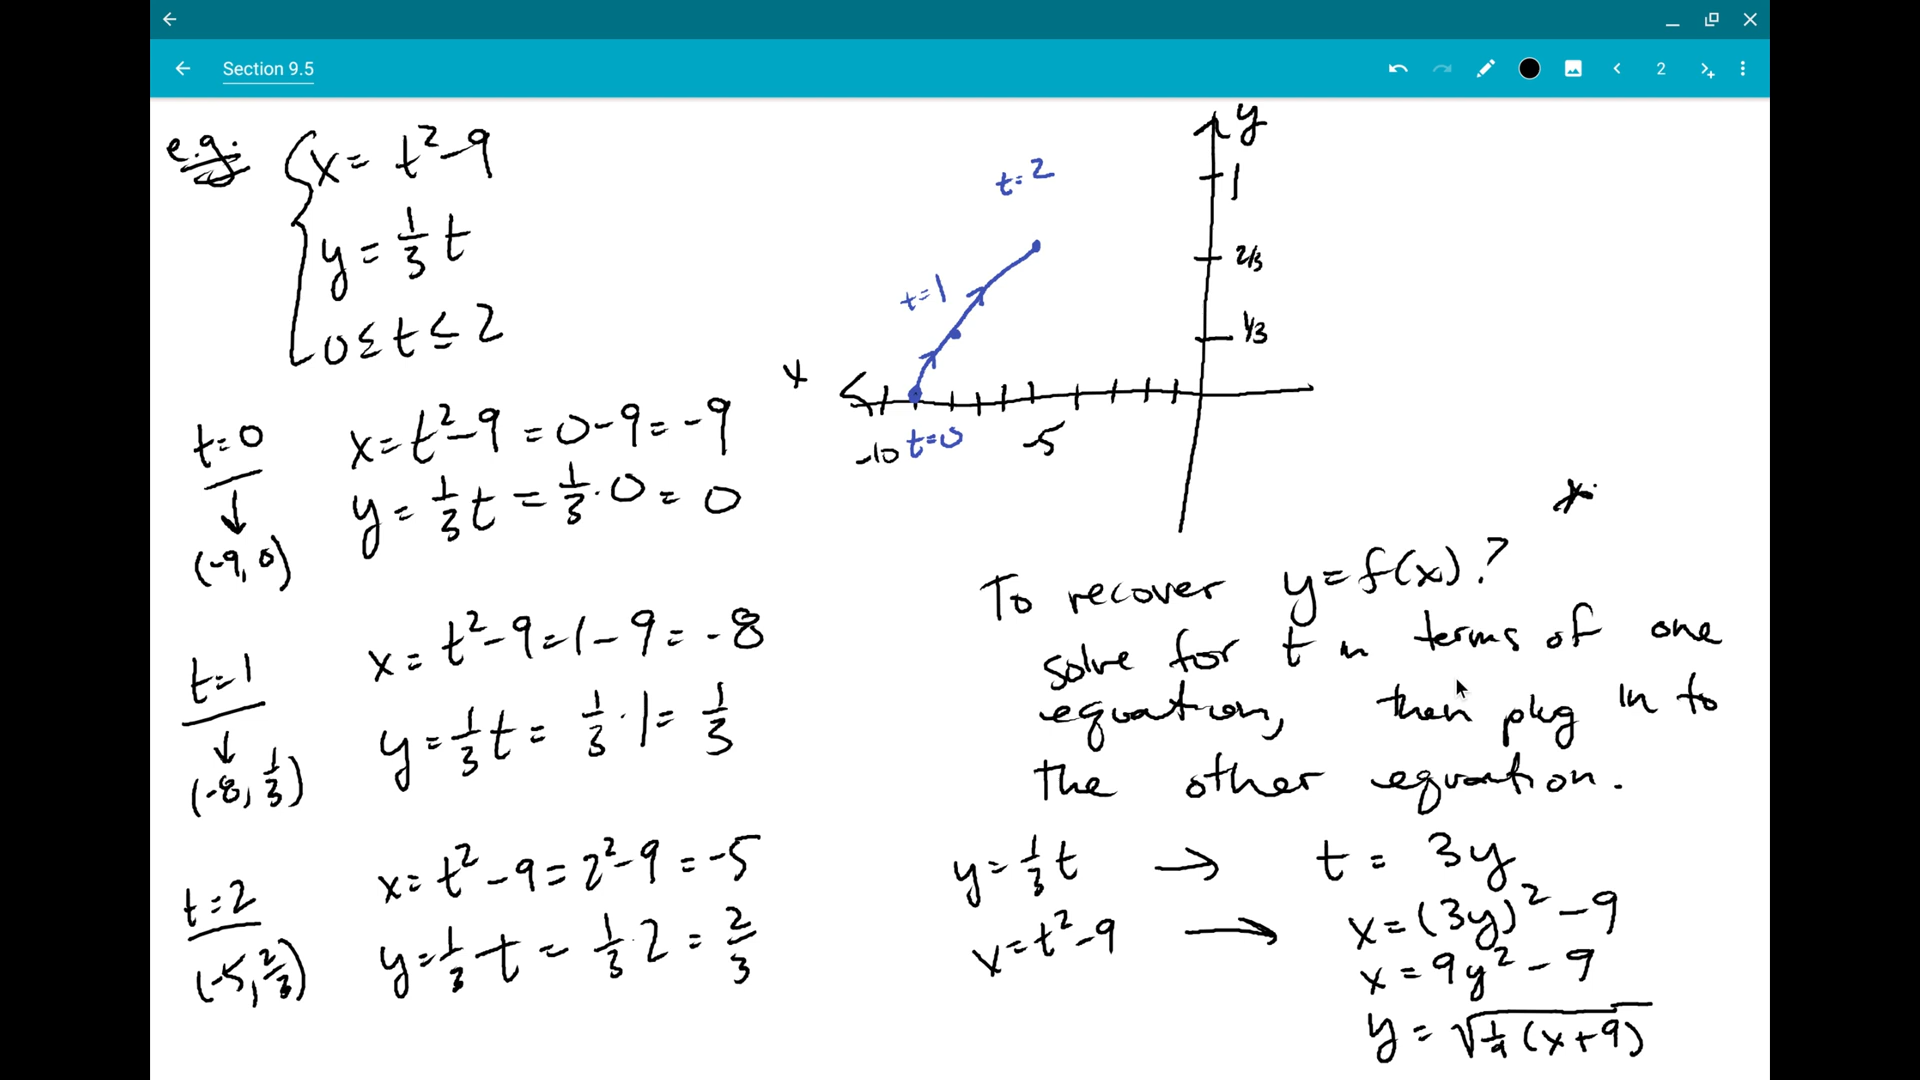 Section 9.5
2
e.g. x = t²-9
y = 1/3 t
0 ≤ t ≤ 2
t=0 x = t²-9 = 0-9 = -9
y = 1/3 t = 1/3 · 0 = 0
(-9, 0)
t=1 x = t²-9 = 1-9 = -8
y = 1/3 t = 1/3 · 1 = 1/3
(-8, 1/3)
t=2 x = t²-9 = 2²-9 = -5
y = 1/3 t = 1/3 · 2 = 2/3
(-5, 2/3)
y
1
2/3
1/3
x
-10
-5
t=0
t=1
t=2
To recover y = f(x)?
solve for t in terms of one
equation, then plug in to
the other equation.
y = 1/3 t → t = 3y
x = t²-9 → x = (3y)²-9
x = 9y²-9
y = √(1/9 (x+9))